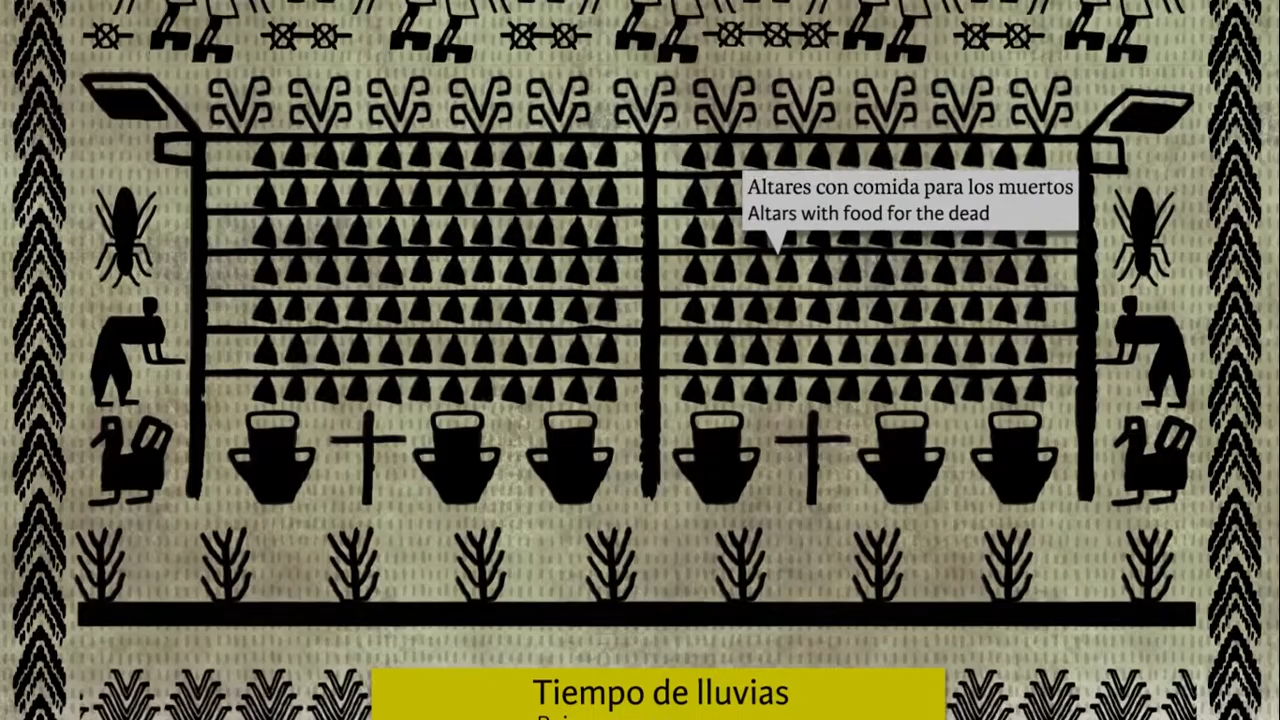 Altares con comida para los muertos
Altars with food for the dead
Tiempo de lluvias